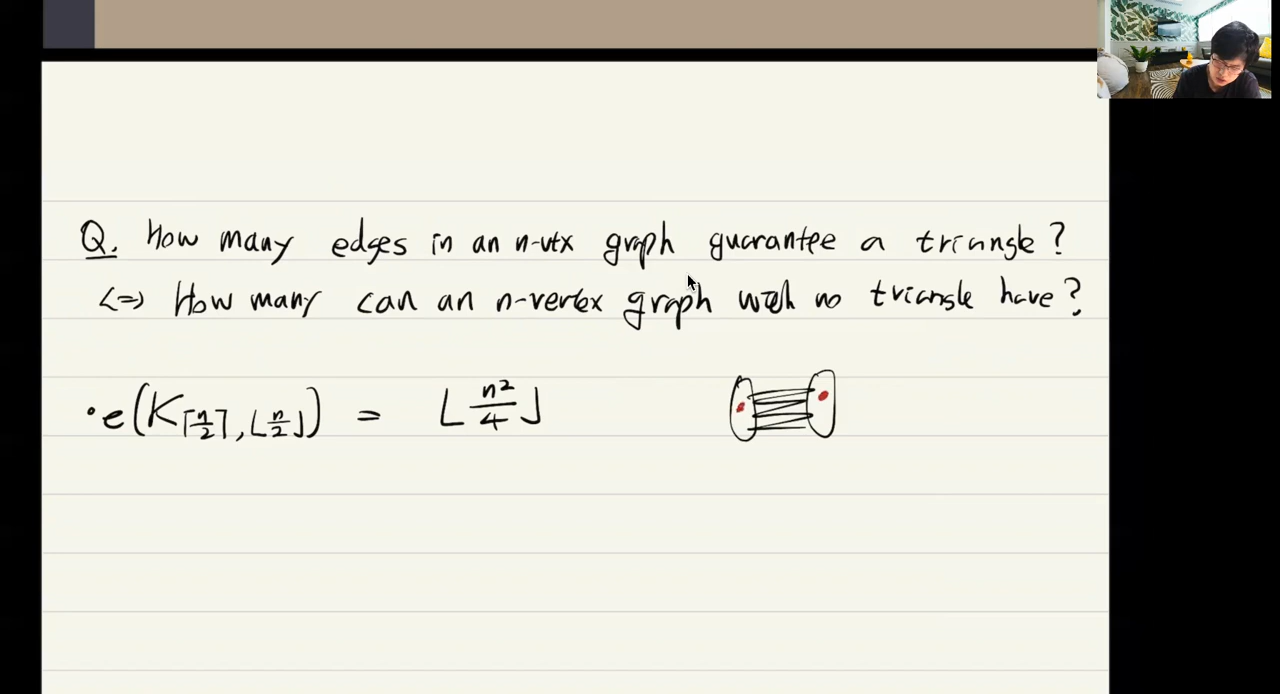 Q. How many edges in an n-vtx graph guarantee a triangle?
<=> How many can an n-vertex graph with no triangle have?
• e(K⌈n/2⌉, ⌊n/2⌋) = ⌊n²/4⌋